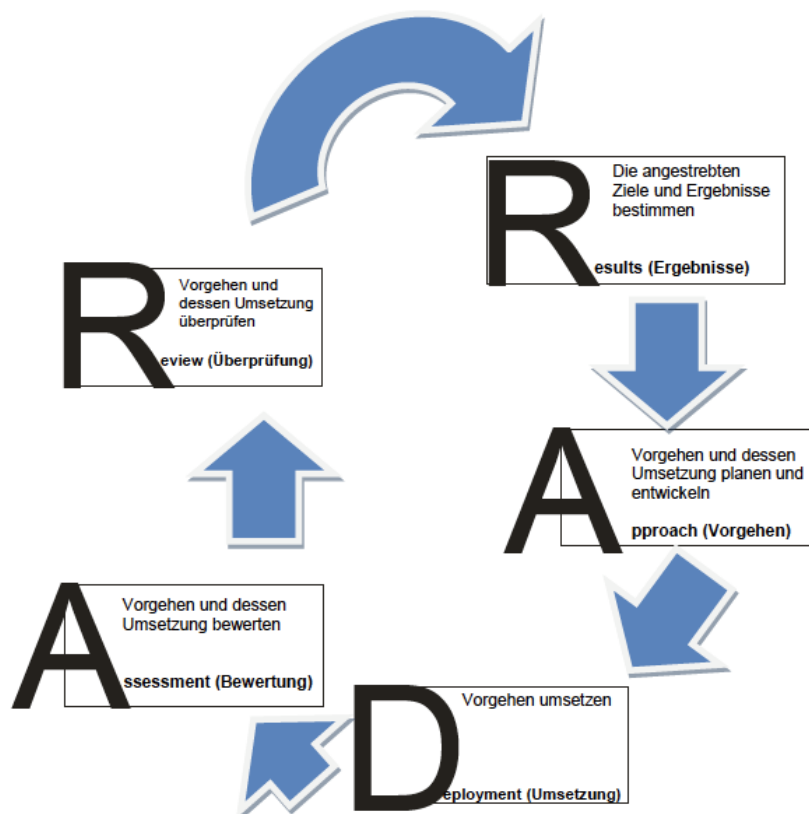 Die angestrebten
Ziele und Ergebnisse
bestimmen
Results (Ergebnisse)
Vorgehen und dessen
Umsetzung planen und
entwickeln
Approach (Vorgehen)
Vorgehen umsetzen
Deployment (Umsetzung)
Vorgehen und dessen
Umsetzung bewerten
Assessment (Bewertung)
Vorgehen und
dessen Umsetzung
überprüfen
Review (Überprüfung)